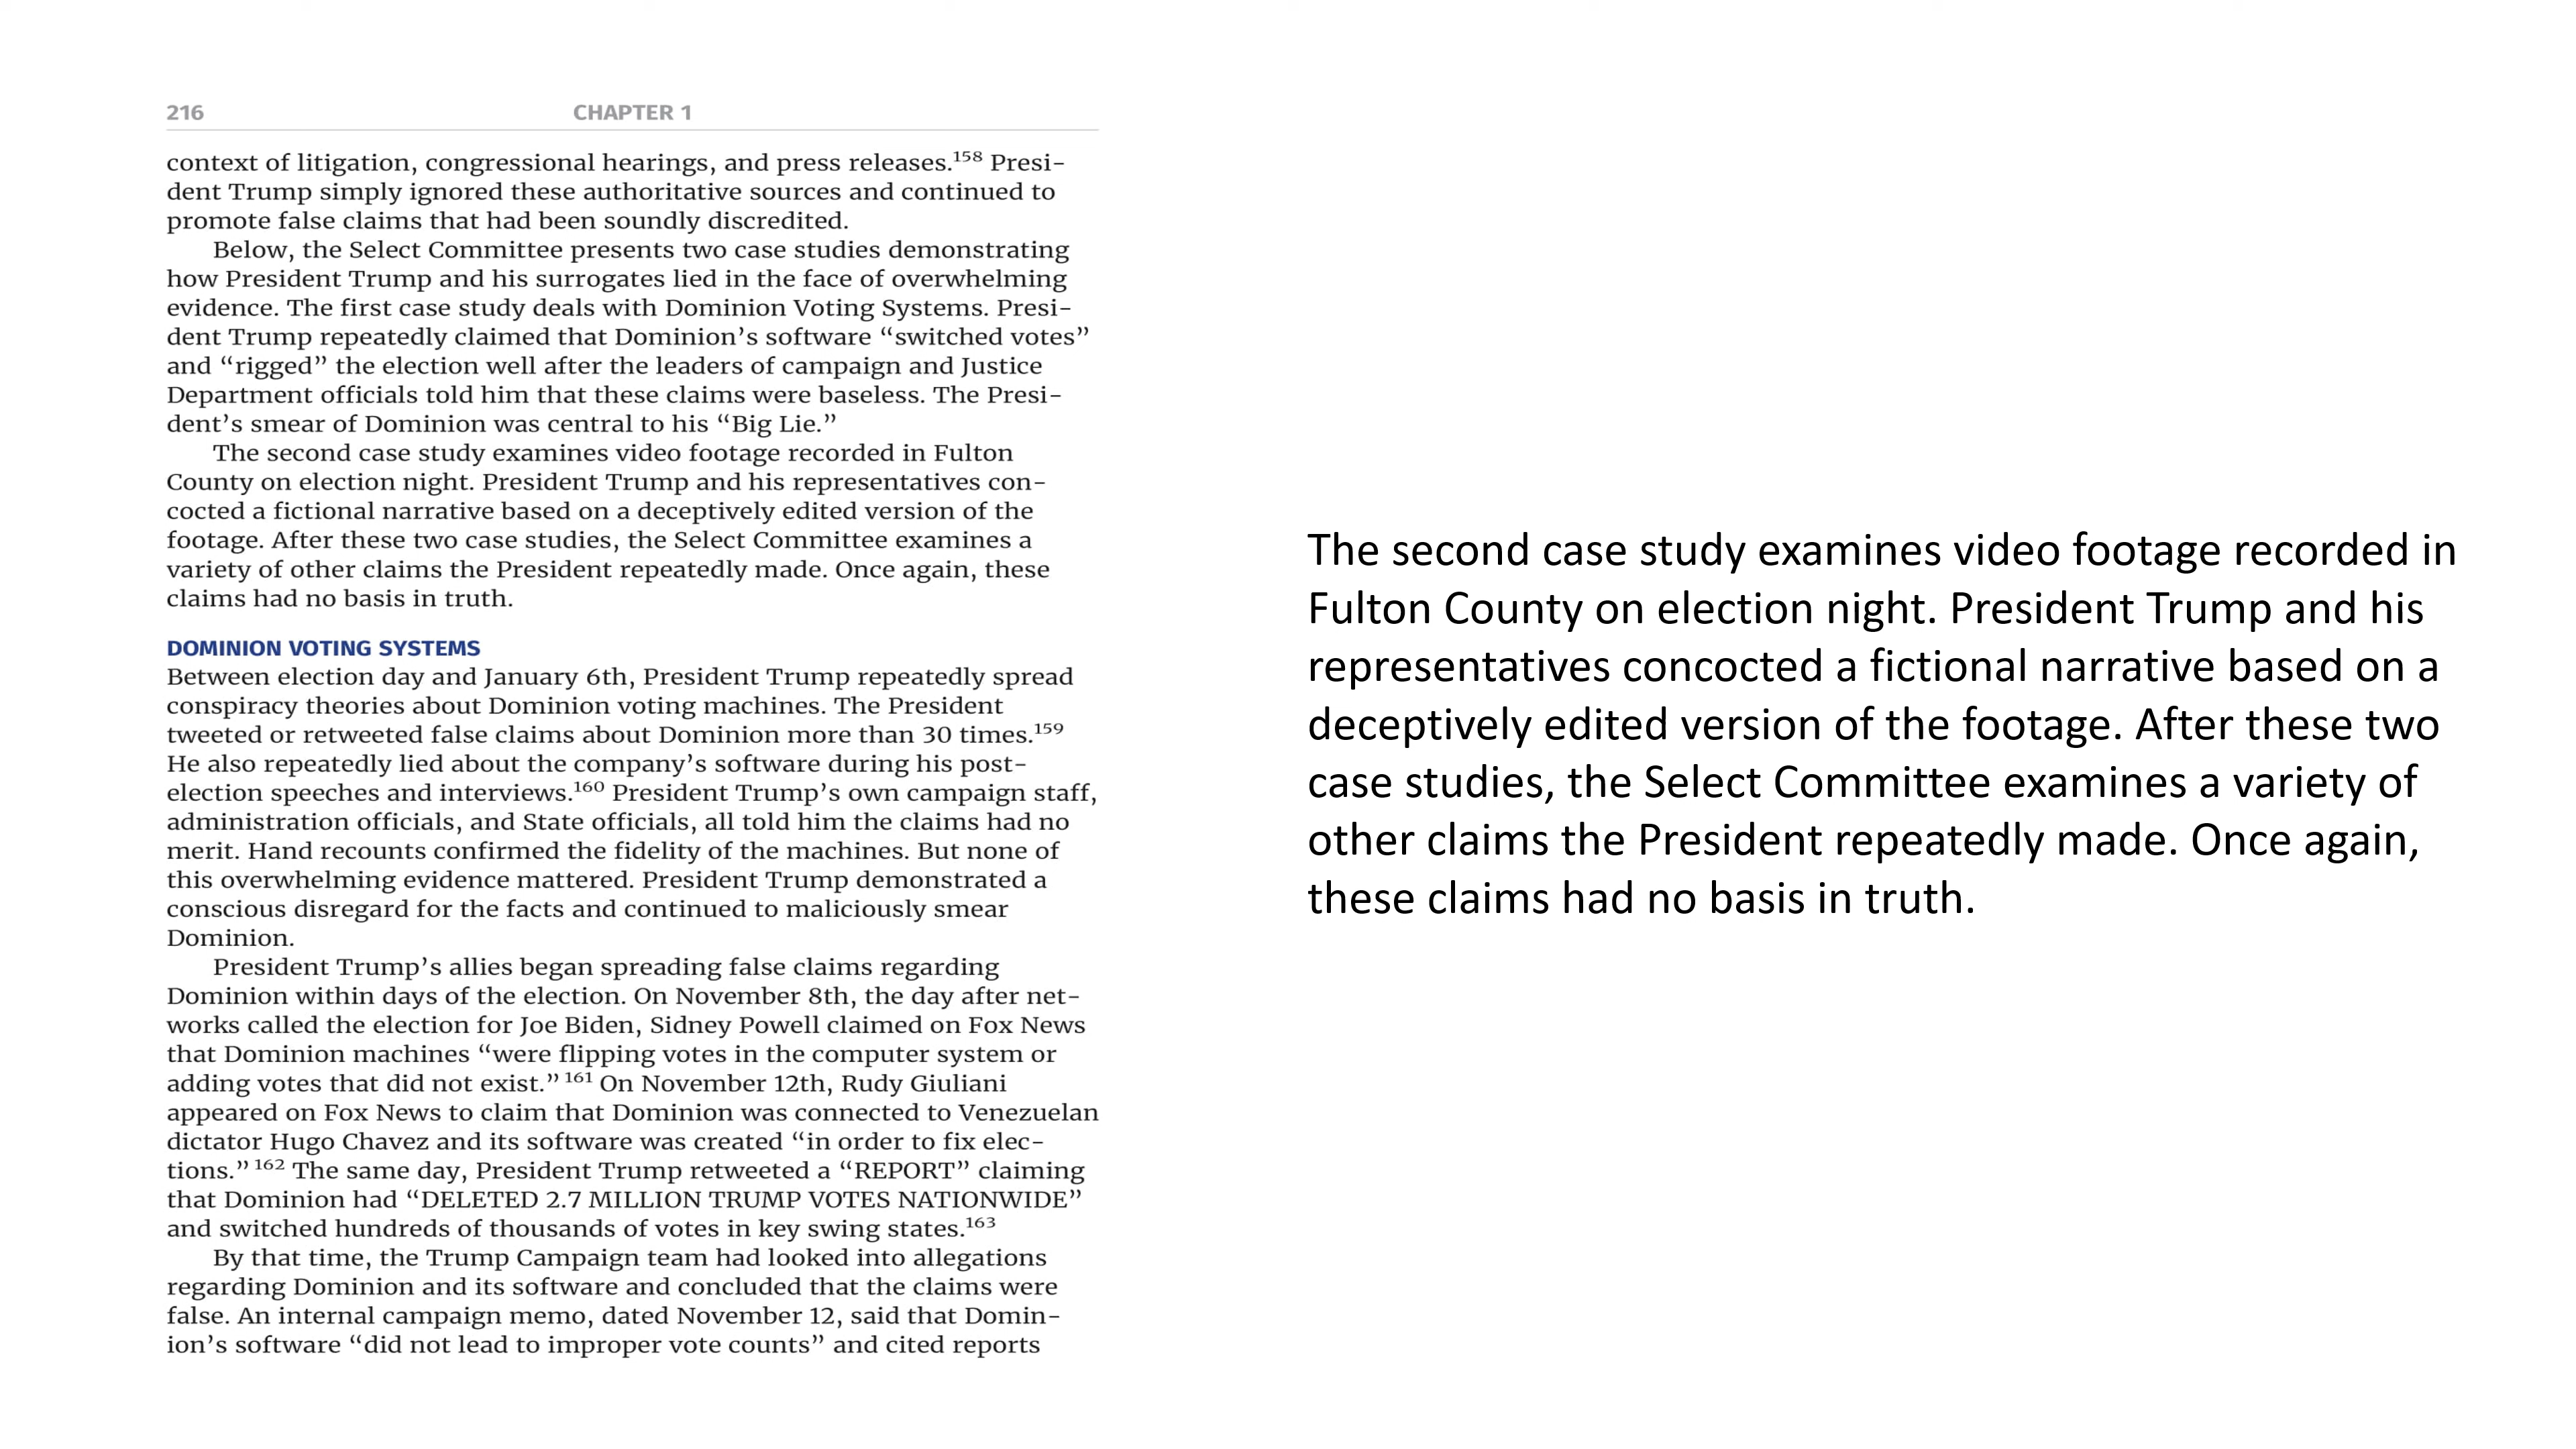 216 CHAPTER 1
context of litigation, congressional hearings, and press releases.158 Presi-
dent Trump simply ignored these authoritative sources and continued to
promote false claims that had been soundly discredited.
Below, the Select Committee presents two case studies demonstrating
how President Trump and his surrogates lied in the face of overwhelming
evidence. The first case study deals with Dominion Voting Systems. Presi-
dent Trump repeatedly claimed that Dominion’s software “switched votes”
and “rigged” the election well after the leaders of campaign and Justice
Department officials told him that these claims were baseless. The Presi-
dent’s smear of Dominion was central to his “Big Lie.”
The second case study examines video footage recorded in Fulton
County on election night. President Trump and his representatives con-
cocted a fictional narrative based on a deceptively edited version of the
footage. After these two case studies, the Select Committee examines a
variety of other claims the President repeatedly made. Once again, these
claims had no basis in truth.
DOMINION VOTING SYSTEMS
Between election day and January 6th, President Trump repeatedly spread
conspiracy theories about Dominion voting machines. The President
tweeted or retweeted false claims about Dominion more than 30 times.159
He also repeatedly lied about the company’s software during his post-
election speeches and interviews.160 President Trump’s own campaign staff,
administration officials, and State officials, all told him the claims had no
merit. Hand recounts confirmed the fidelity of the machines. But none of
this overwhelming evidence mattered. President Trump demonstrated a
conscious disregard for the facts and continued to maliciously smear
Dominion.
President Trump’s allies began spreading false claims regarding
Dominion within days of the election. On November 8th, the day after net-
works called the election for Joe Biden, Sidney Powell claimed on Fox News
that Dominion machines “were flipping votes in the computer system or
adding votes that did not exist.” 161 On November 12th, Rudy Giuliani
appeared on Fox News to claim that Dominion was connected to Venezuelan
dictator Hugo Chavez and its software was created “in order to fix elec-
tions.” 162 The same day, President Trump retweeted a “REPORT” claiming
that Dominion had “DELETED 2.7 MILLION TRUMP VOTES NATIONWIDE”
and switched hundreds of thousands of votes in key swing states.163
By that time, the Trump Campaign team had looked into allegations
regarding Dominion and its software and concluded that the claims were
false. An internal campaign memo, dated November 12, said that Domin-
ion’s software “did not lead to improper vote counts” and cited reports
The second case study examines video footage recorded in
Fulton County on election night. President Trump and his
representatives concocted a fictional narrative based on a
deceptively edited version of the footage. After these two
case studies, the Select Committee examines a variety of
other claims the President repeatedly made. Once again,
these claims had no basis in truth.